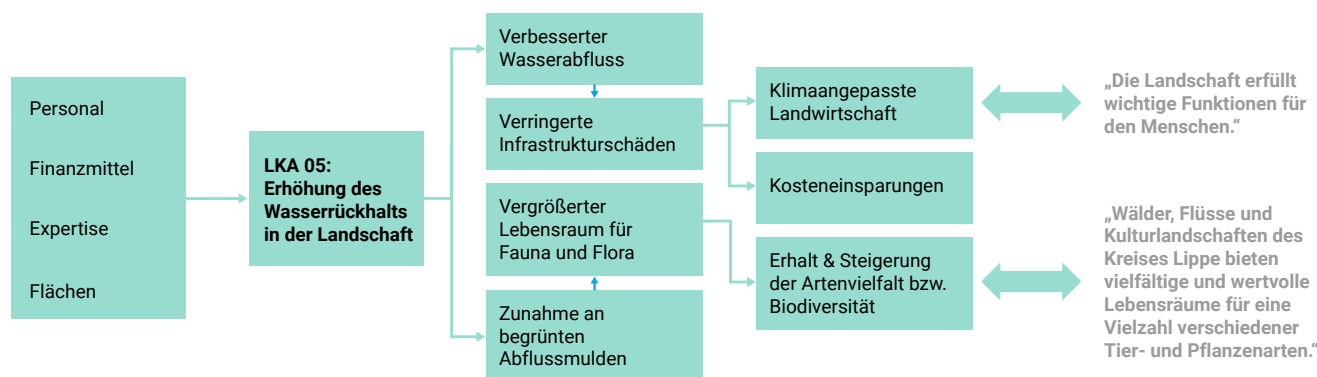 Personal
Finanzmittel
Expertise
Flächen
LKA 05:
Erhöhung des
Wasserrückhalts
in der Landschaft
Verbesserter
Wasserabfluss
Verringerte
Infrastrukturschäden
Vergrößerter
Lebensraum für
Fauna und Flora
Zunahme an
begrünten
Abflussmulden
Klimaangepasste
Landwirtschaft
Kosteneinsparungen
Erhalt & Steigerung
der Artenvielfalt bzw.
Biodiversität
„Die Landschaft erfüllt
wichtige Funktionen für
den Menschen.“
„Wälder, Flüsse und
Kulturlandschaften des
Kreises Lippe bieten
vielfältige und wertvolle
Lebensräume für eine
Vielzahl verschiedener
Tier- und Pflanzenarten.“